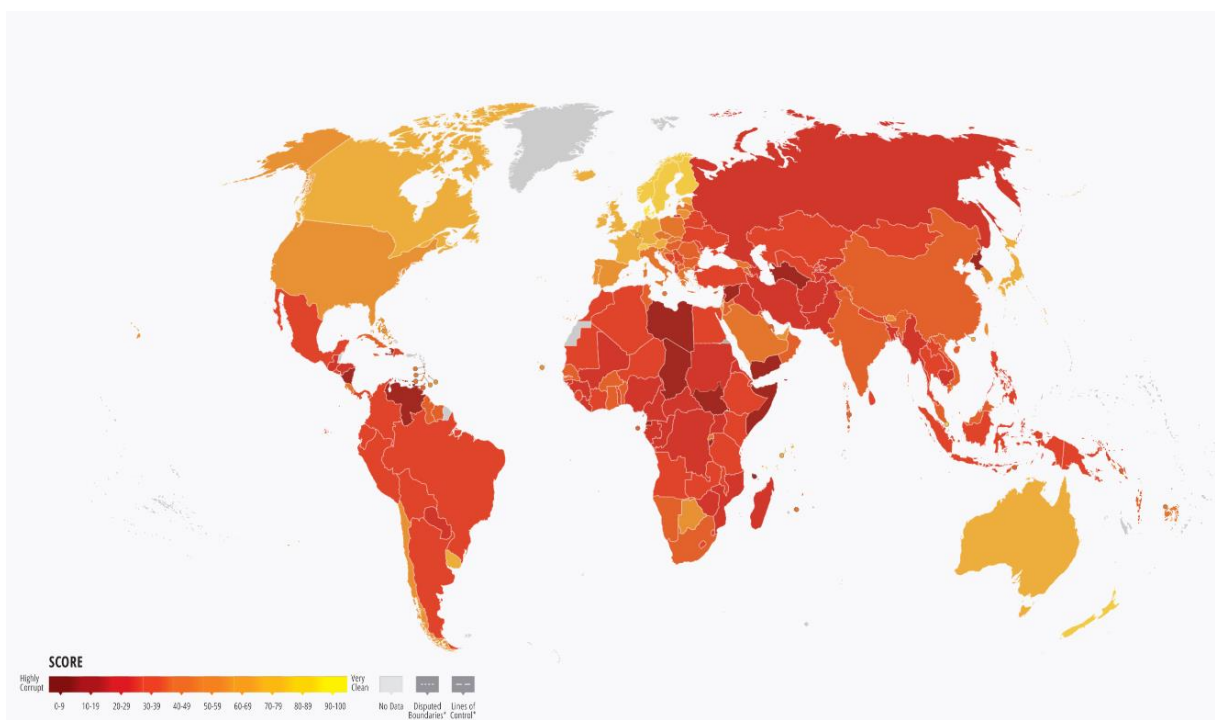 SCORE
Highly
Corrupt
Very
Clean
0-9 10-19 20-29 30-39 40-49 50-59 60-69 70-79 80-89 90-100
No Data
Disputed
Boundaries*
Lines of
Control*